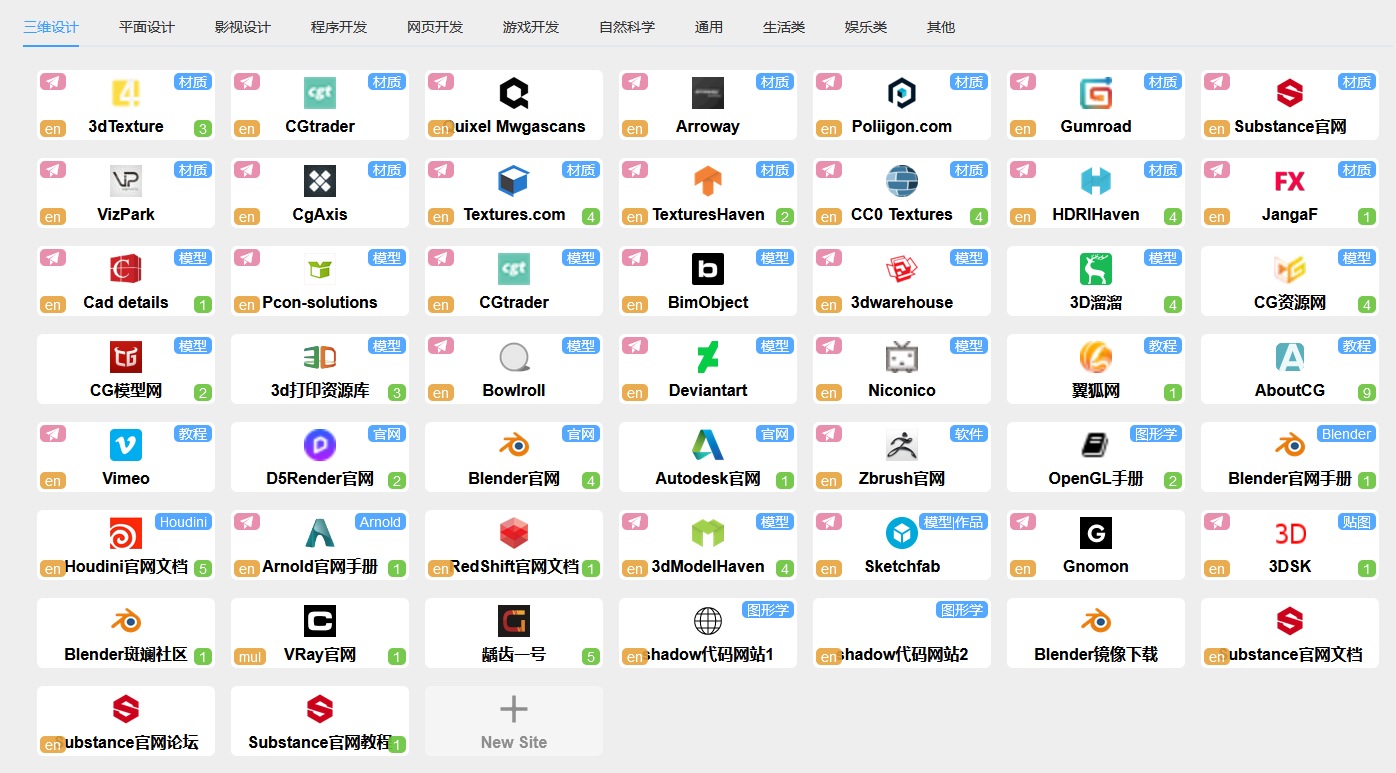 三维设计 平面设计 影视设计 程序开发 网页开发 游戏开发 自然科学 通用 生活类 娱乐类 其他
材质 材质 材质 材质 材质 材质 材质
en 3dTexture 3 CGtrader en Quixel Mwgascans en Arroway en Poliigon.com en Gumroad en Substance官网
材质 材质 材质 材质 材质 材质 材质
en VizPark en CgAxis en Textures.com 4 en TexturesHaven 2 en CC0 Textures 4 en HDRIHaven 4 en JangaF 1
模型 模型 模型 模型 模型 模型 模型
en Cad details 1 en Pcon-solutions en CGtrader en BimObject en 3dwarehouse 3D溜溜 4 CG资源网 4
模型 模型 模型 模型 模型 教程 教程
CG模型网 2 3d打印资源库 3 en Bowlroll en Deviantart en Niconico 翼狐网 1 AboutCG 9
教程 官网 官网 官网 软件 图形学 Blender
en Vimeo D5Render官网 2 Blender官网 4 Autodesk官网 1 en Zbrush官网 OpenGL手册 2 Blender官网手册 1
Houdini Arnold 模型 模型|作品 贴图
en Houdini官网文档 5 en Arnold官网手册 1 en RedShift官网文档 1 en 3dModelHaven 4 en Sketchfab en Gnomon en 3DSK 1
图形学 图形学
Blender斑斓社区 1 mul VRay官网 1 龋齿一号 5 en shadow代码网站1 en shadow代码网站2 Blender镜像下载 en Substance官网文档
en Substance官网论坛 Substance官网教程 1 New Site